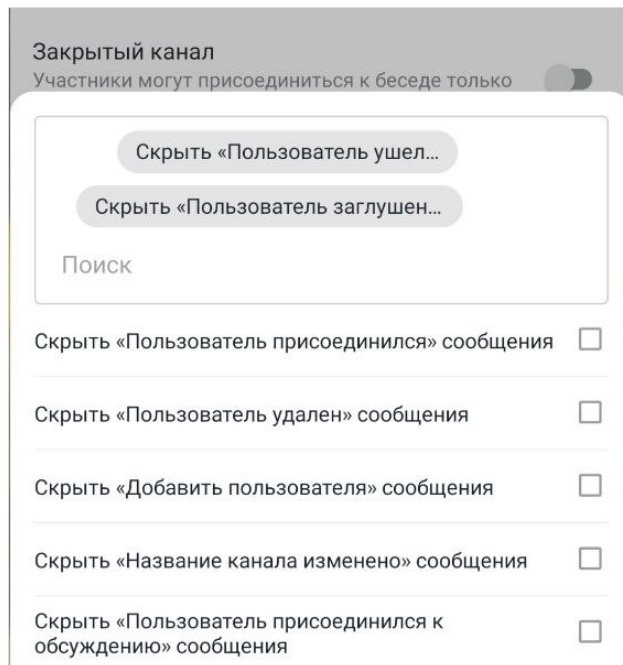 Закрытый канал
Участники могут присоединиться к беседе только
Скрыть «Пользователь ушел...
Скрыть «Пользователь заглушен...
Поиск
Скрыть «Пользователь присоединился» сообщения
Скрыть «Пользователь удален» сообщения
Скрыть «Добавить пользователя» сообщения
Скрыть «Название канала изменено» сообщения
Скрыть «Пользователь присоединился к
обсуждению» сообщения